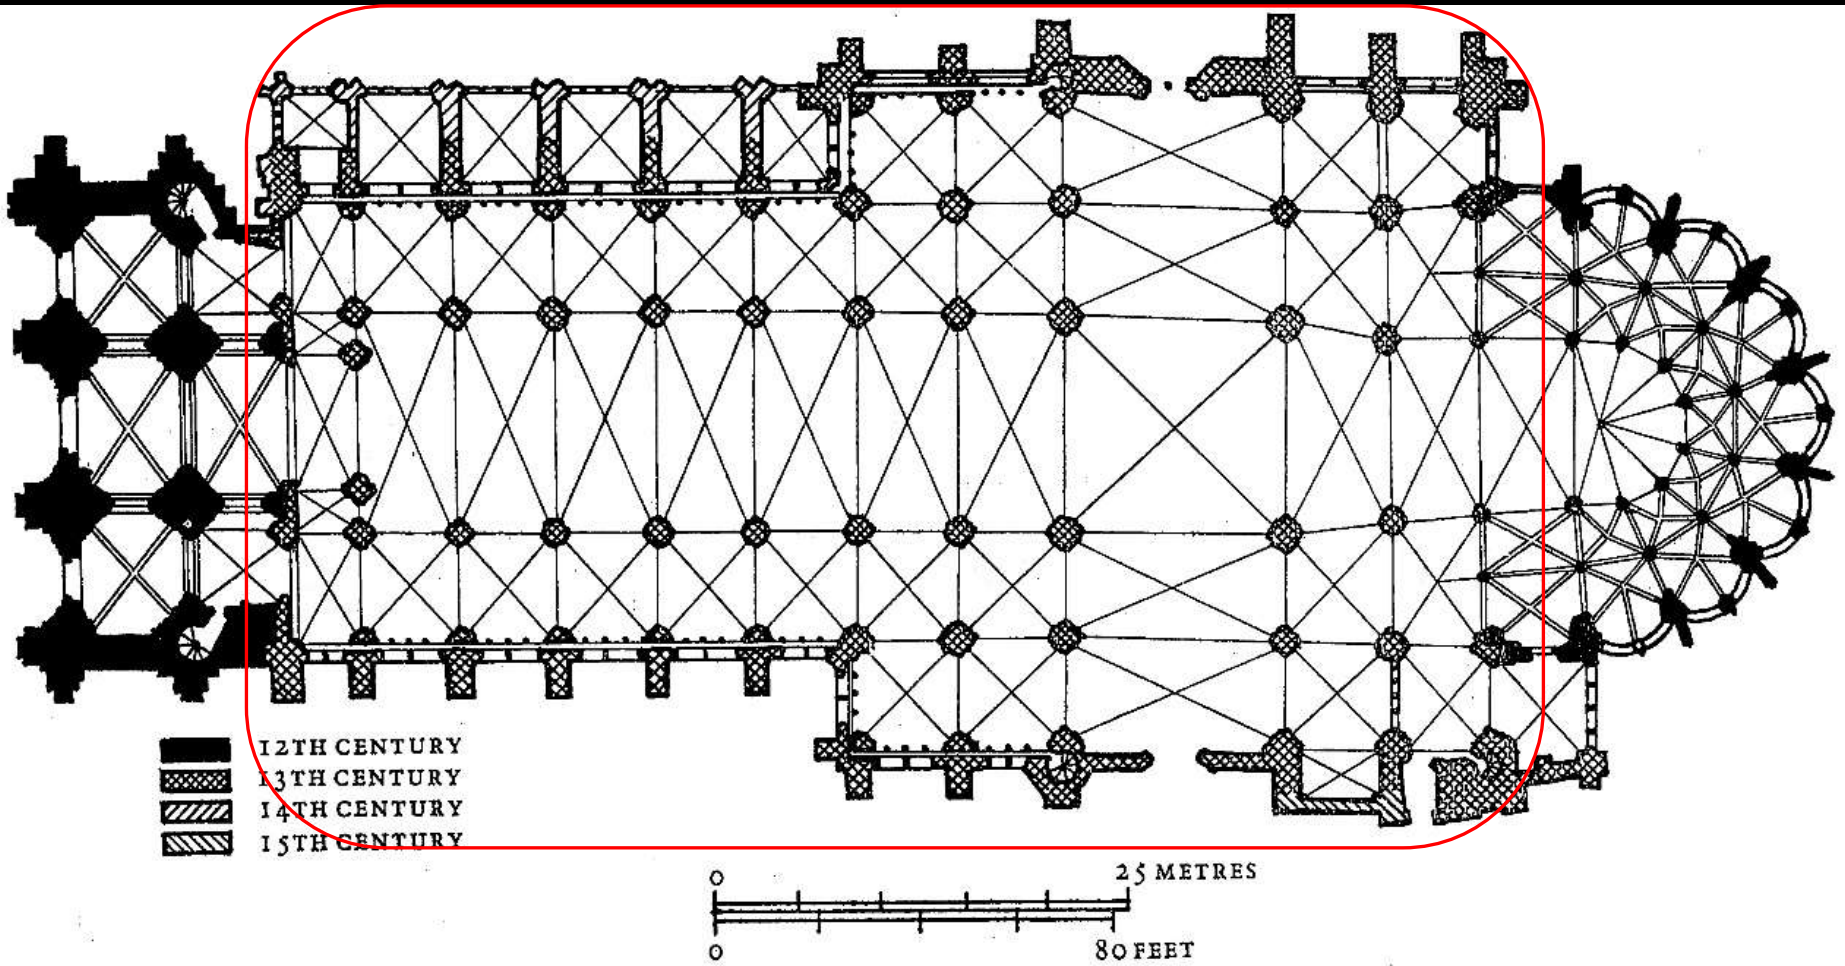 12TH CENTURY
13TH CENTURY
14TH CENTURY
15TH CENTURY
0 25 METRES
0 80 FEET